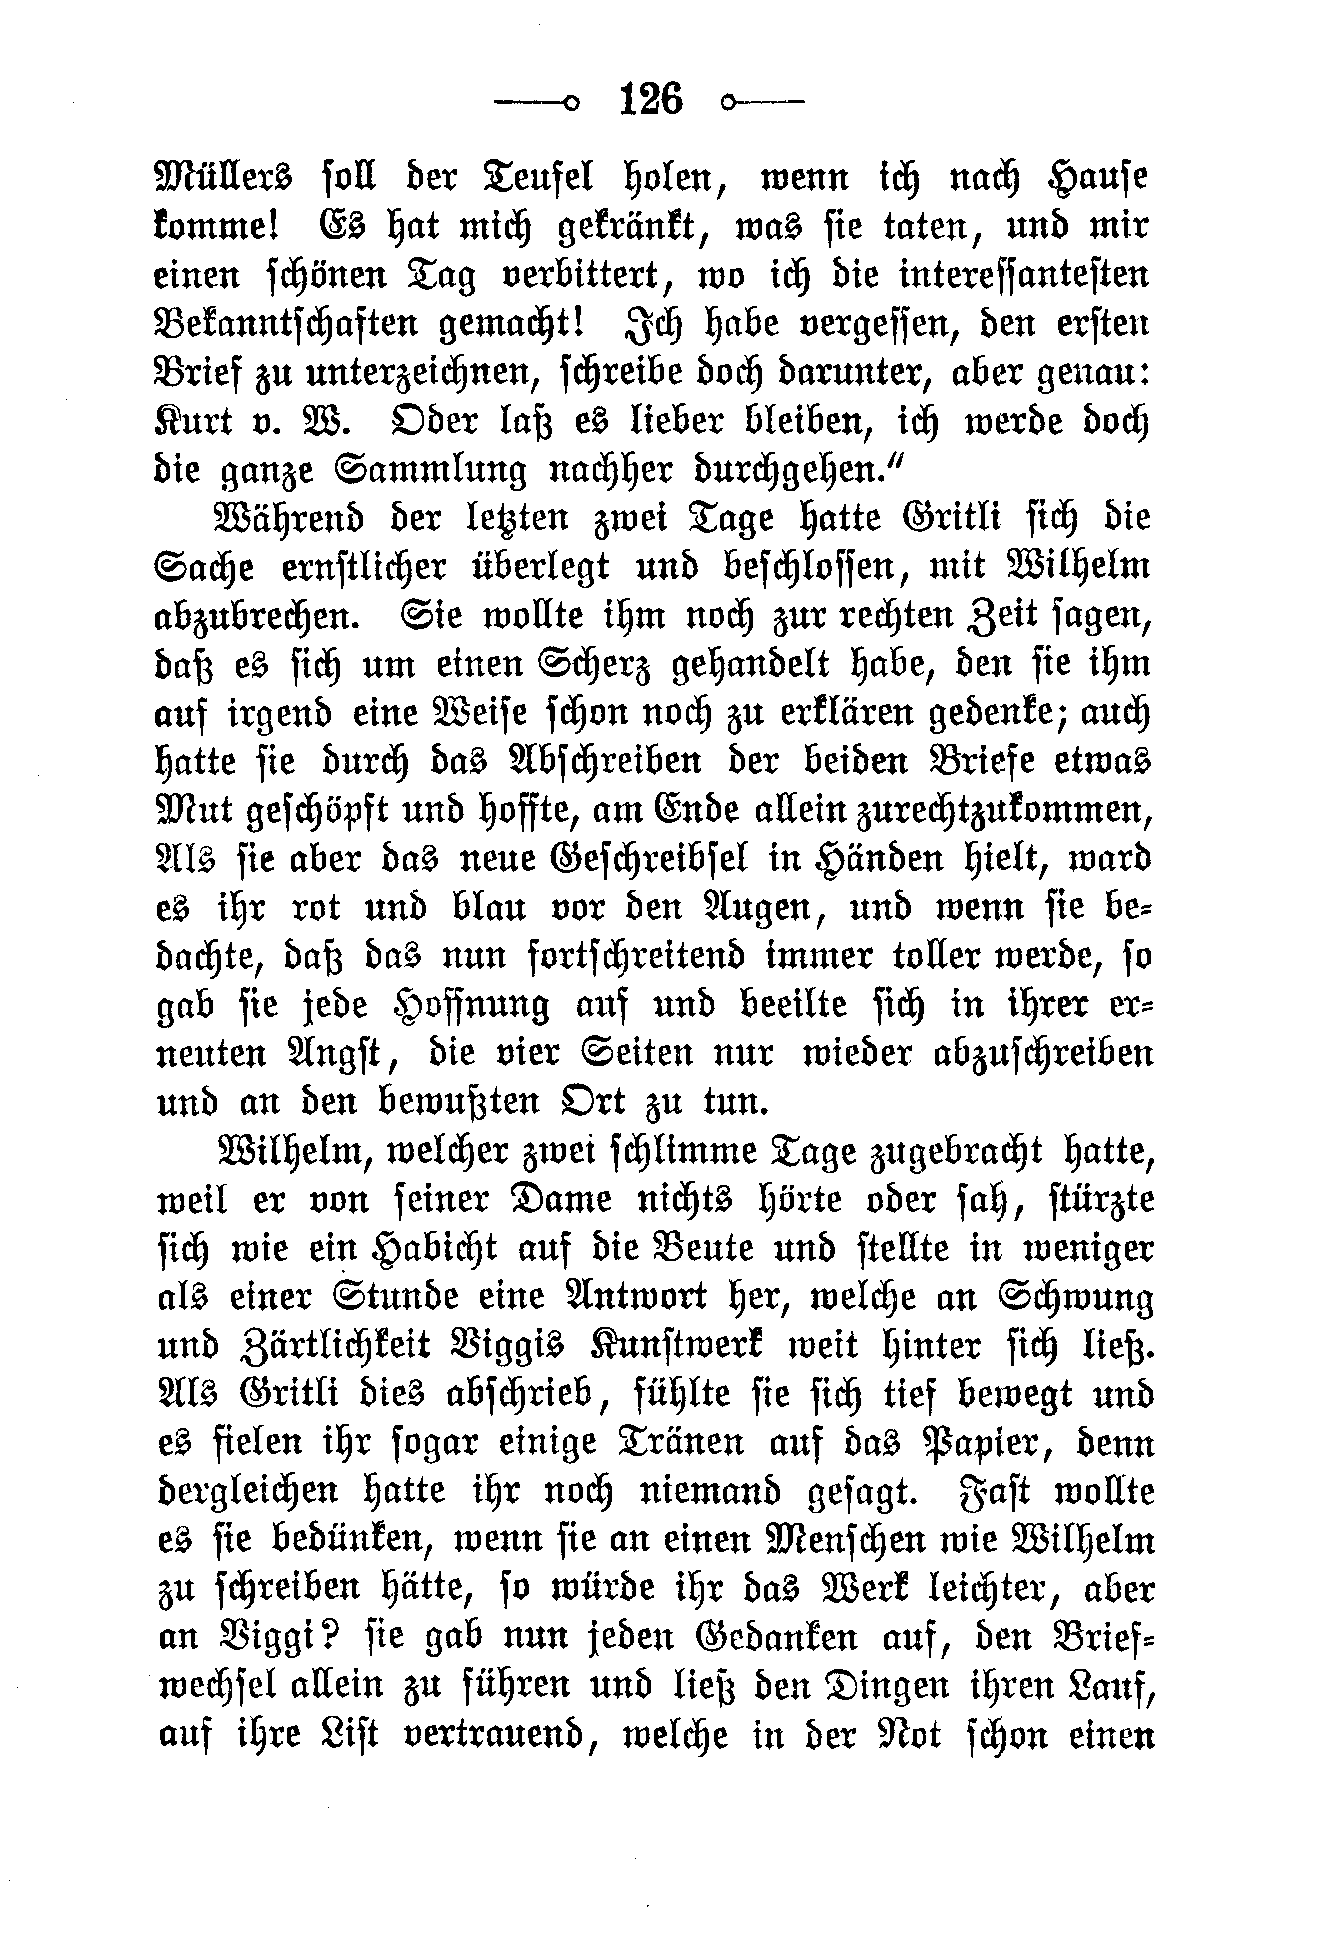 126
Müllers soll der Teufel holen, wenn ich nach Hause
komme! Es hat mich gekränkt, was sie taten, und mir
einen schönen Tag verbittert, wo ich die interessantesten
Bekanntschaften gemacht! Ich habe vergessen, den ersten
Brief zu unterzeichnen, schreibe doch darunter, aber genau:
Kurt v. W. Oder laß es lieber bleiben, ich werde doch
die ganze Sammlung nachher durchgehen.“
Während der letzten zwei Tage hatte Gritli sich die
Sache ernstlicher überlegt und beschlossen, mit Wilhelm
abzubrechen. Sie wollte ihm noch zur rechten Zeit sagen,
daß es sich um einen Scherz gehandelt habe, den sie ihm
auf irgend eine Weise schon noch zu erklären gedenke; auch
hatte sie durch das Abschreiben der beiden Briefe etwas
Mut geschöpft und hoffte, am Ende allein zurechtzukommen,
Als sie aber das neue Geschreibsel in Händen hielt, ward
es ihr rot und blau vor den Augen, und wenn sie be-
dachte, daß das nun fortschreitend immer toller werde, so
gab sie jede Hoffnung auf und beeilte sich in ihrer er-
neuten Angst, die vier Seiten nur wieder abzuschreiben
und an den bewußten Ort zu tun.
Wilhelm, welcher zwei schlimme Tage zugebracht hatte,
weil er von seiner Dame nichts hörte oder sah, stürzte
sich wie ein Habicht auf die Beute und stellte in weniger
als einer Stunde eine Antwort her, welche an Schwung
und Zärtlichkeit Viggis Kunstwerk weit hinter sich ließ.
Als Gritli dies abschrieb, fühlte sie sich tief bewegt und
es fielen ihr sogar einige Tränen auf das Papier, denn
dergleichen hatte ihr noch niemand gesagt. Fast wollte
es sie bedünken, wenn sie an einen Menschen wie Wilhelm
zu schreiben hätte, so würde ihr das Werk leichter, aber
an Viggi? sie gab nun jeden Gedanken auf, den Brief-
wechsel allein zu führen und ließ den Dingen ihren Lauf,
auf ihre List vertrauend, welche in der Not schon einen